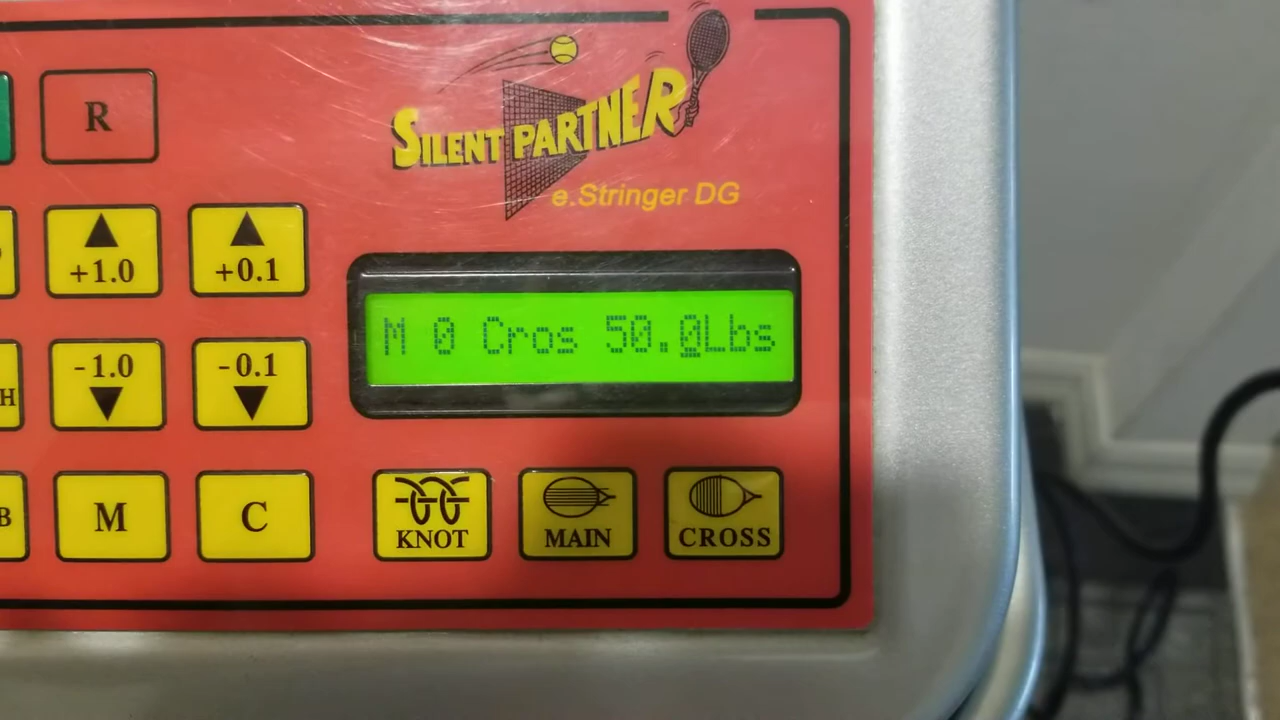 R
SILENT PARTNER
e.Stringer DG
+1.0
+0.1
M 0 Cros 50.0Lbs
-1.0
-0.1
H
B
M
C
KNOT
MAIN
CROSS